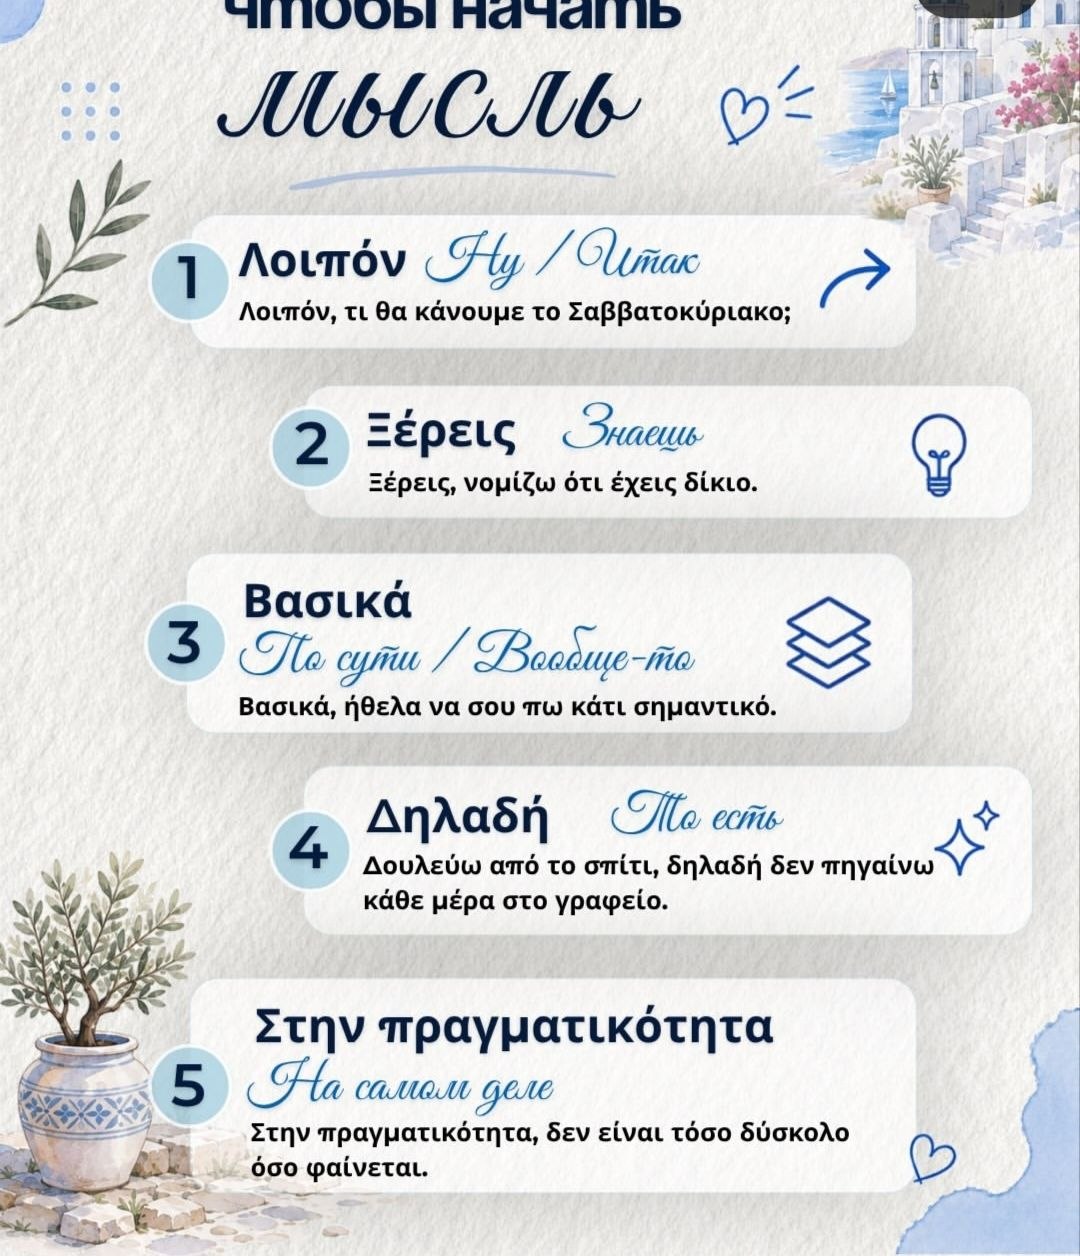 чтобы начать
мысль
1
Λοιπόν Ну / Итак
Λοιπόν, τι θα κάνουμε το Σαββατοκύριακο;
2
Ξέρεις Знаешь
Ξέρεις, νομίζω ότι έχεις δίκιο.
3
Βασικά
По сути / Вообще-то
Βασικά, ήθελα να σου πω κάτι σημαντικό.
4
Δηλαδή То есть
Δουλεύω από το σπίτι, δηλαδή δεν πηγαίνω
κάθε μέρα στο γραφείο.
5
Στην πραγματικότητα
На самом деле
Στην πραγματικότητα, δεν είναι τόσο δύσκολο
όσο φαίνεται.